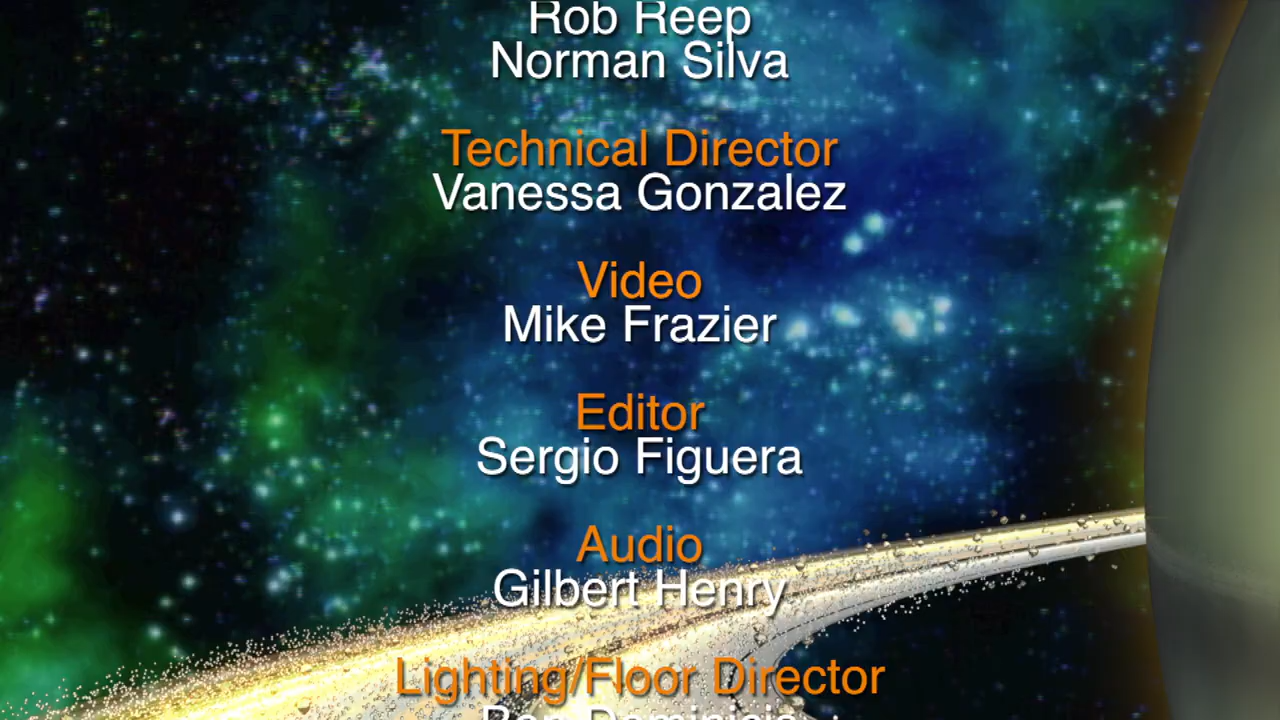 Rob Reep
Norman Silva
Technical Director
Vanessa Gonzalez
Video
Mike Frazier
Editor
Sergio Figuera
Audio
Gilbert Henry
Lighting/Floor Director